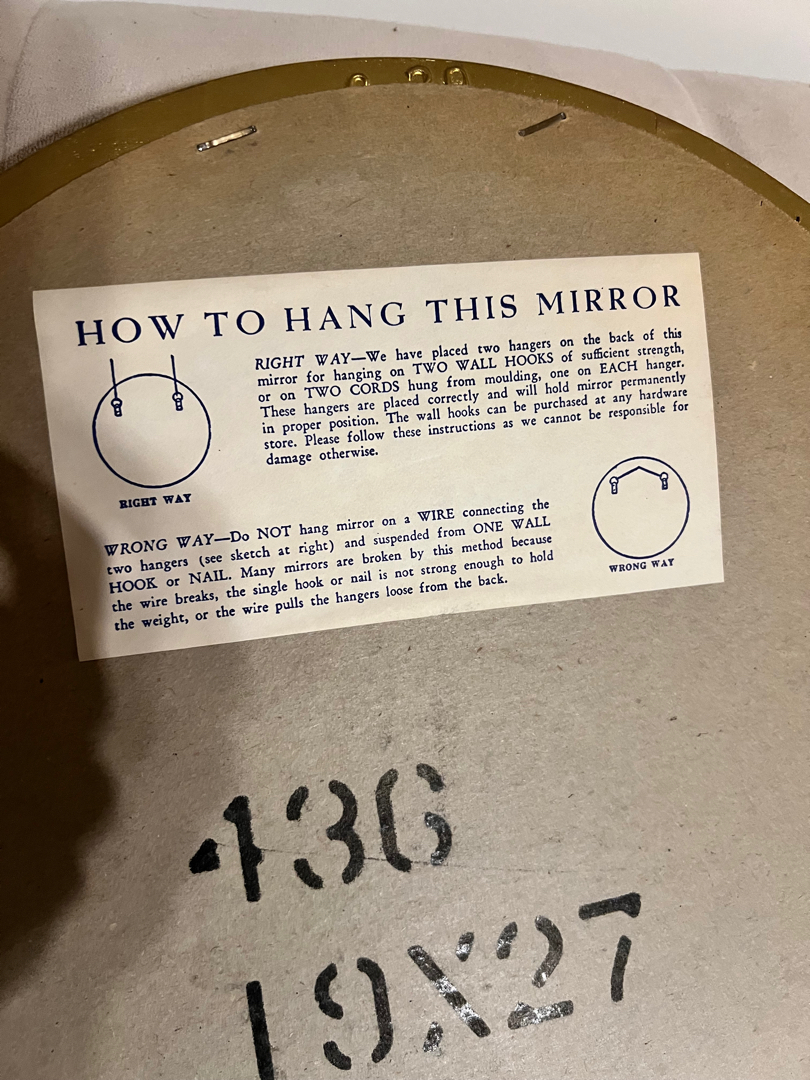 HOW TO HANG THIS MIRROR
RIGHT WAY—We have placed two hangers on the back of this
mirror for hanging on TWO WALL HOOKS of sufficient strength,
or on TWO CORDS hung from moulding, one on EACH hanger.
These hangers are placed correctly and will hold mirror permanently
in proper position. The wall hooks can be purchased at any hardware
store. Please follow these instructions as we cannot be responsible for
damage otherwise.
RIGHT WAY
WRONG WAY—Do NOT hang mirror on a WIRE connecting the
two hangers (see sketch at right) and suspended from ONE WALL
HOOK or NAIL. Many mirrors are broken by this method because
the wire breaks, the single hook or nail is not strong enough to hold
the weight, or the wire pulls the hangers loose from the back.
WRONG WAY
436
19X27